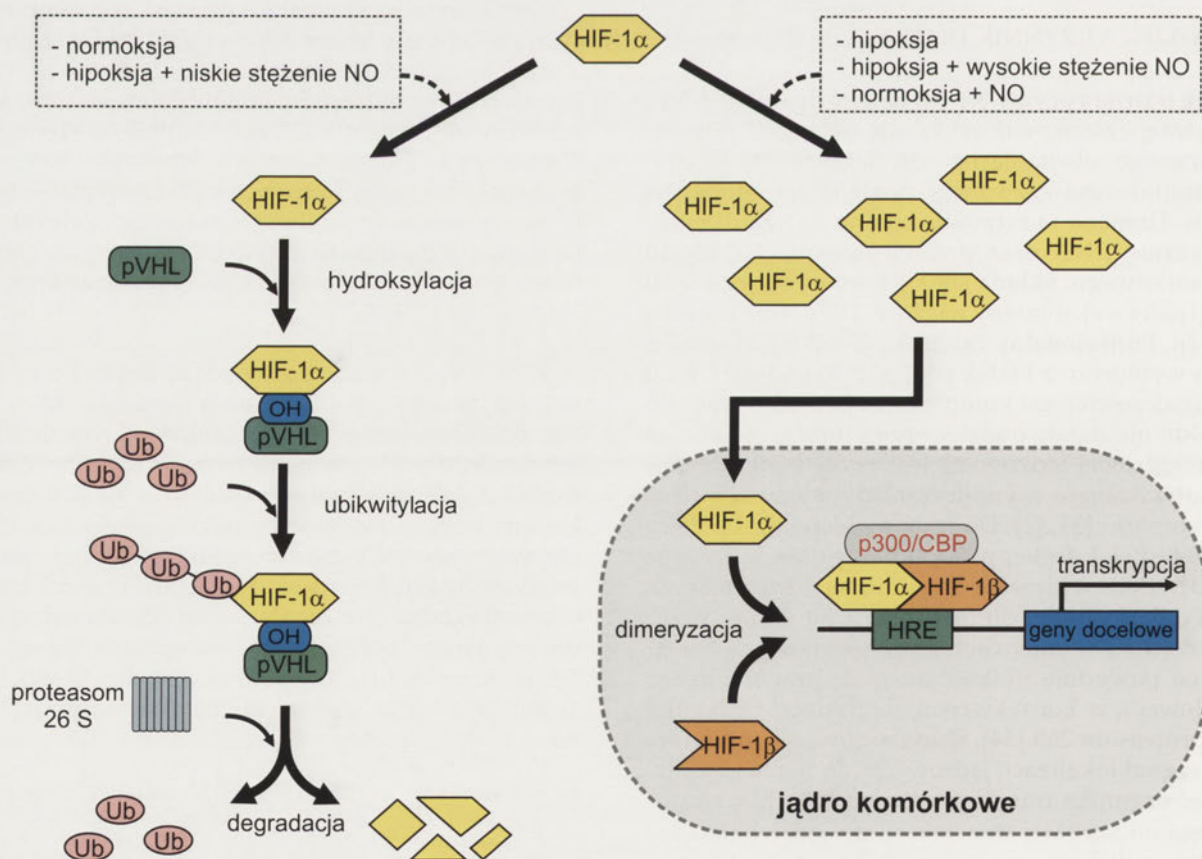 - normoksja
- hipoksja + niskie stężenie NO
HIF-1α
- hipoksja
- hipoksja + wysokie stężenie NO
- normoksja + NO
HIF-1α
pVHL
hydroksylacja
HIF-1α
OH
pVHL
Ub
Ub
Ub
ubikwitylacja
Ub
Ub
Ub
HIF-1α
OH
pVHL
proteasom
26 S
degradacja
Ub
Ub
Ub
HIF-1α
HIF-1α
HIF-1α
HIF-1α
HIF-1α
HIF-1α
HIF-1α
p300/CBP
HIF-1α
HIF-1β
transkrypcja
dimeryzacja
HRE
geny docelowe
HIF-1β
jądro komórkowe